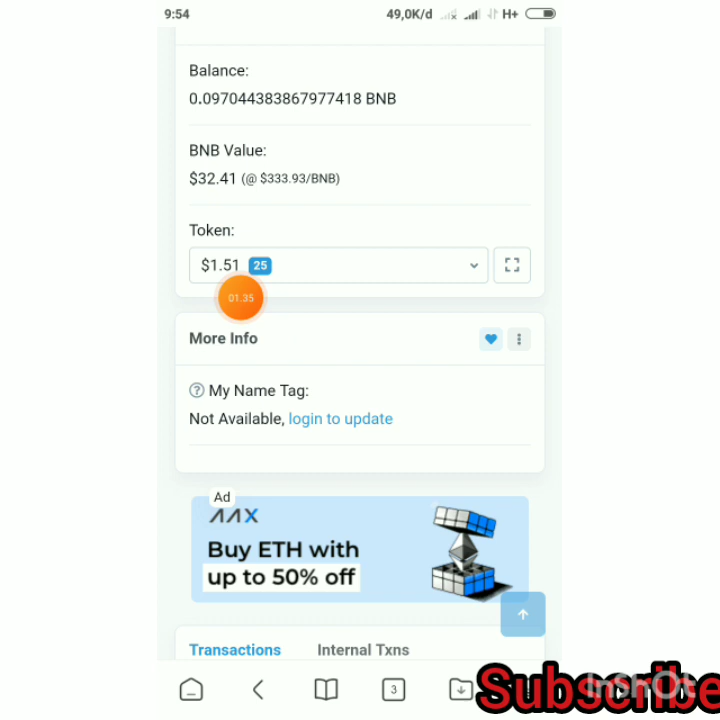 9:54
49,0K/d
H+
Balance:
0.097044383867977418 BNB
BNB Value:
$32.41 (@ $333.93/BNB)
Token:
$1.51 25
01.35
More Info
My Name Tag:
Not Available, login to update
Ad
AAX
Buy ETH with
up to 50% off
Transactions Internal Txns
3
Subscribe
InShOt